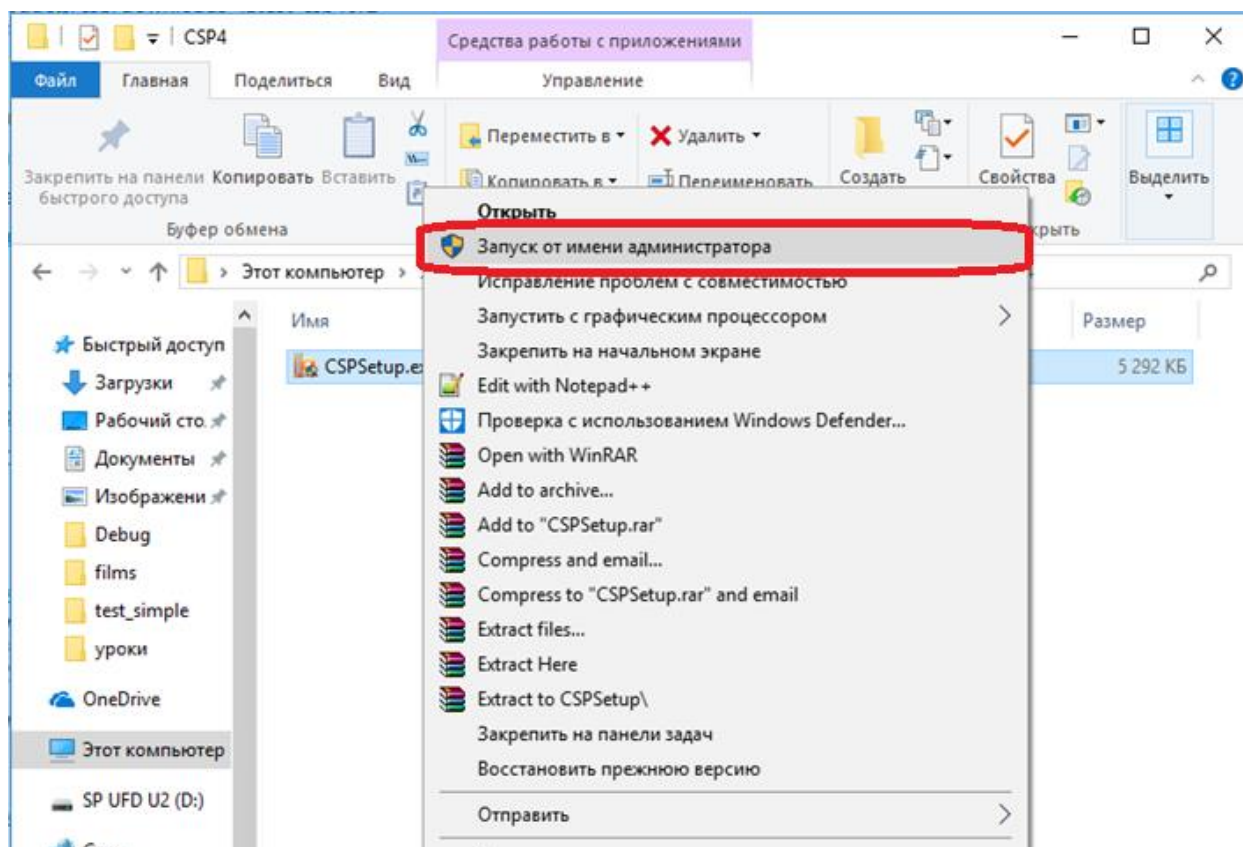 CSP4
Средства работы с приложениями
Файл
Главная
Поделиться
Вид
Управление
Закрепить на панели быстрого доступа
Копировать
Вставить
Переместить в
Копировать в
Удалить
Переименовать
Создать
Свойства
Выделить
Буфер обмена
Этот компьютер
Открыть
Запуск от имени администратора
Исправление проблем с совместимостью
Запустить с графическим процессором
Закрепить на начальном экране
Edit with Notepad++
Проверка с использованием Windows Defender...
Open with WinRAR
Add to archive...
Add to "CSPSetup.rar"
Compress and email...
Compress to "CSPSetup.rar" and email
Extract files...
Extract Here
Extract to CSPSetup\
Закрепить на панели задач
Восстановить прежнюю версию
Отправить
Имя
Размер
CSPSetup.e
5 292 КБ
Быстрый доступ
Загрузки
Рабочий сто
Документы
Изображени
Debug
films
test_simple
уроки
OneDrive
Этот компьютер
SP UFD U2 (D:)